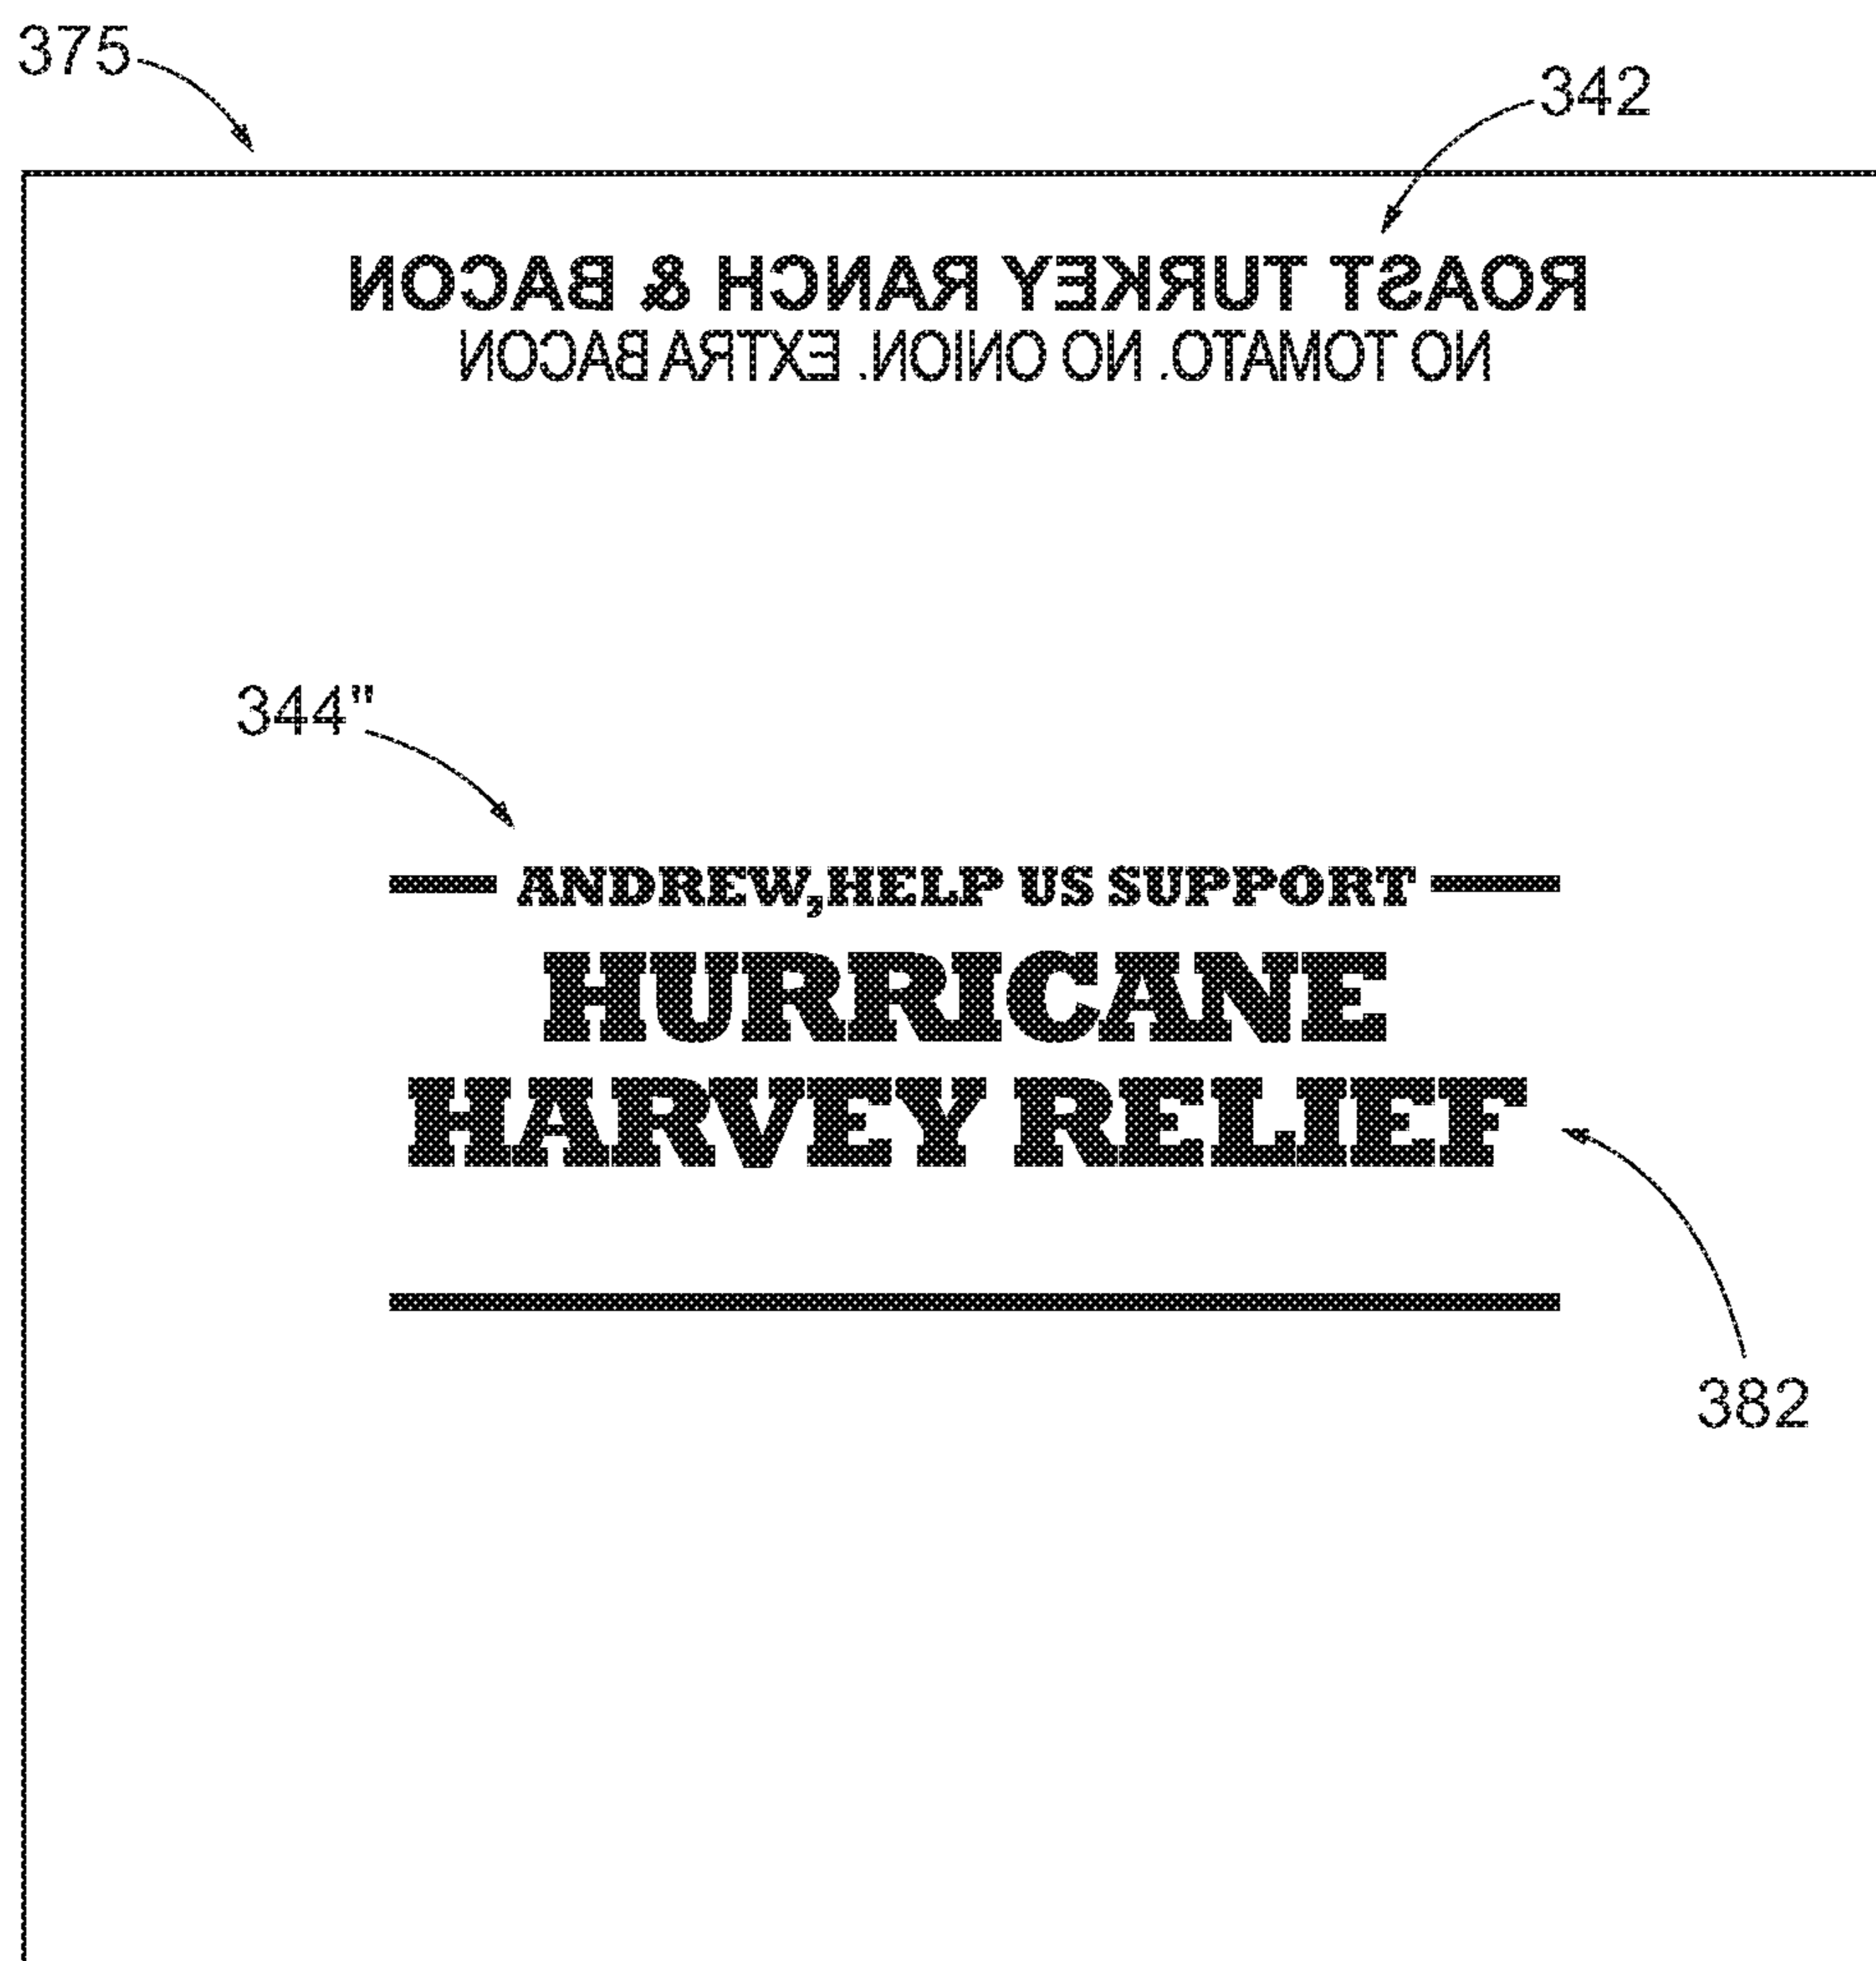 375
342
ROAST TURKEY RANCH & BACON
NO TOMATO. NO ONION. EXTRA BACON
344"
ANDREW,HELP US SUPPORT
HURRICANE
HARVEY RELIEF
382